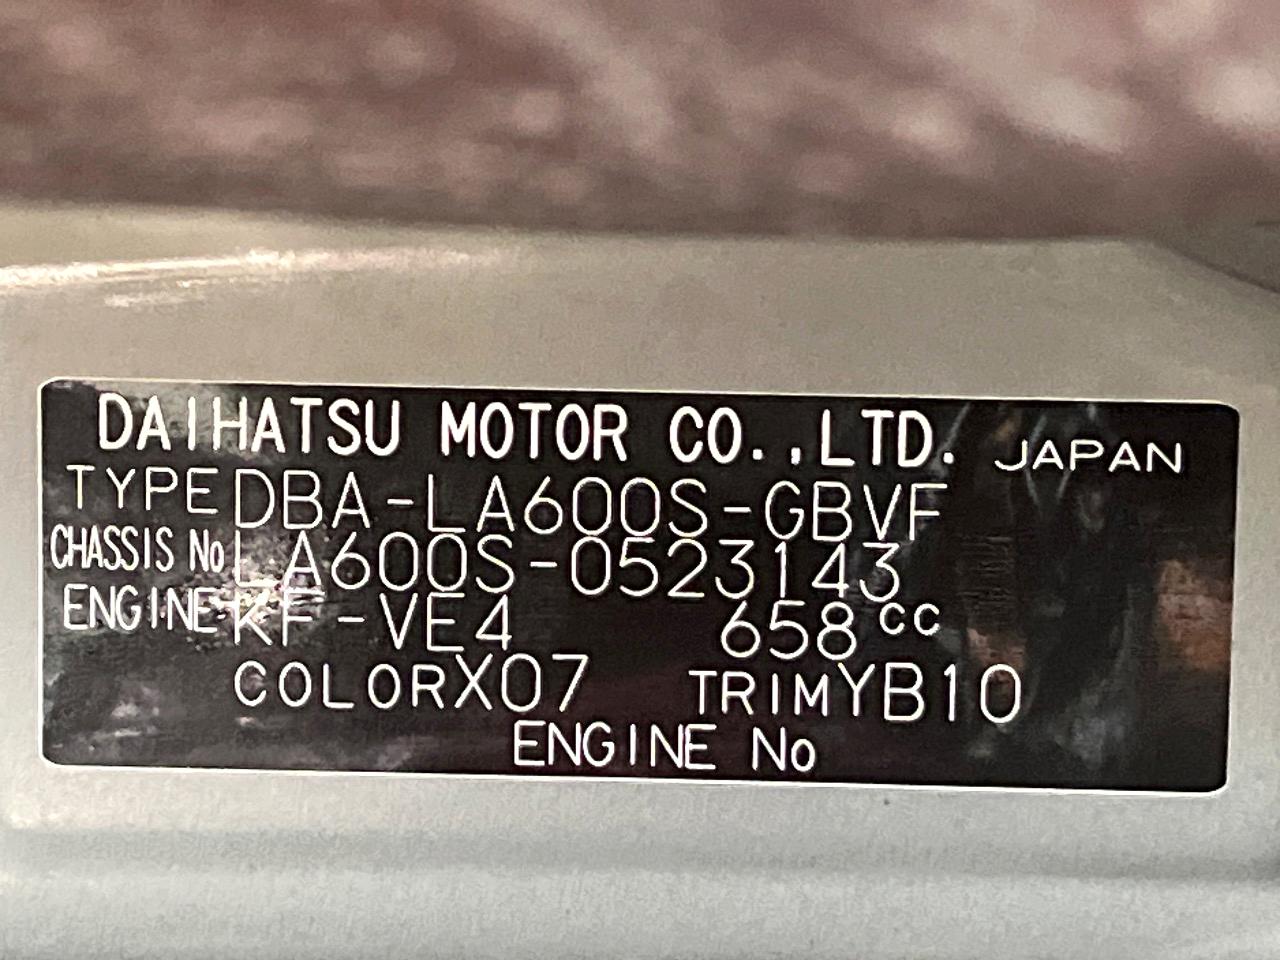 DAIHATSU MOTOR CO.,LTD. JAPAN
TYPE DBA-LA600S-GBVF
CHASSIS No LA600S-0523143
ENGINE KF-VE4 658cc
COLOR X07 TRIM YB10
ENGINE No